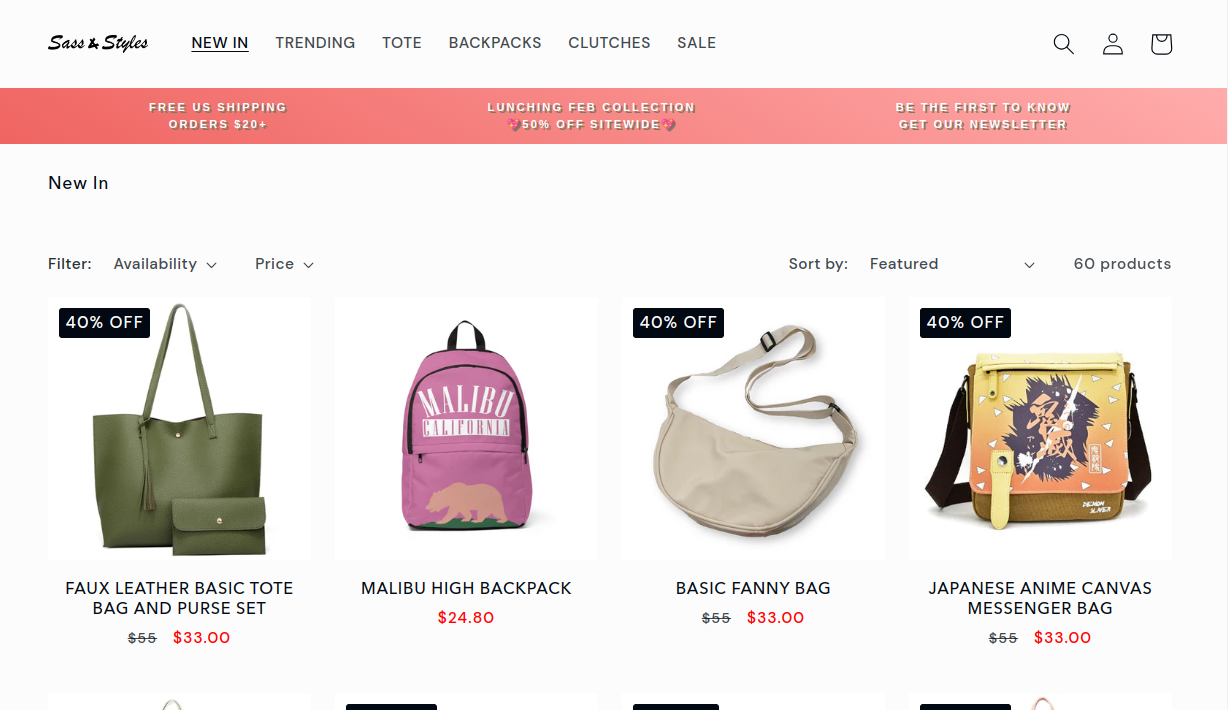 Sass & Styles
NEW IN
TRENDING
TOTE
BACKPACKS
CLUTCHES
SALE
FREE US SHIPPING
ORDERS $20+
LUNCHING FEB COLLECTION
💖50% OFF SITEWIDE💖
BE THE FIRST TO KNOW
GET OUR NEWSLETTER
New In
Filter:
Availability
Price
Sort by:
Featured
60 products
40% OFF
MALIBU
CALIFORNIA
40% OFF
40% OFF
DEMON
SLAYER
FAUX LEATHER BASIC TOTE
BAG AND PURSE SET
$55 $33.00
MALIBU HIGH BACKPACK
$24.80
BASIC FANNY BAG
$55 $33.00
JAPANESE ANIME CANVAS
MESSENGER BAG
$55 $33.00